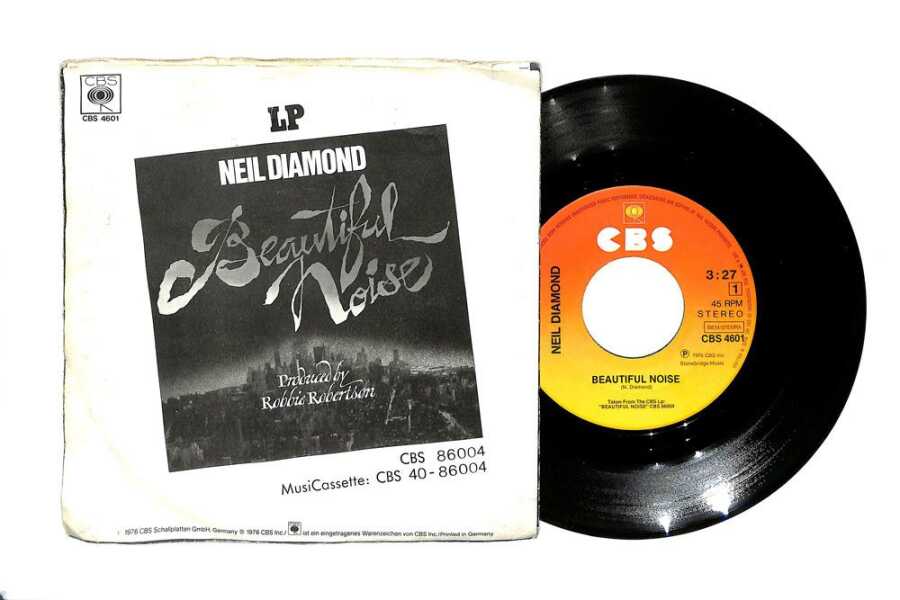 CBS
CBS 4601
LP
NEIL DIAMOND
Beautiful
Noise
Produced by
Robbie Robertson
CBS 86004
MusiCassette: CBS 40-86004
1976 CBS Schallplatten GmbH, Germany ℗ 1976 CBS Inc./ ist ein eingetragenes Warenzeichen von CBS Inc./Printed in Germany
CBS
NEIL DIAMOND
3:27
1
45 RPM
STEREO
CBS 4601
℗ 1976 CBS Inc
Stonebridge Music
BEAUTIFUL NOISE
(N. Diamond)
Taken From The CBS Lp:
"BEAUTIFUL NOISE" CBS 86004